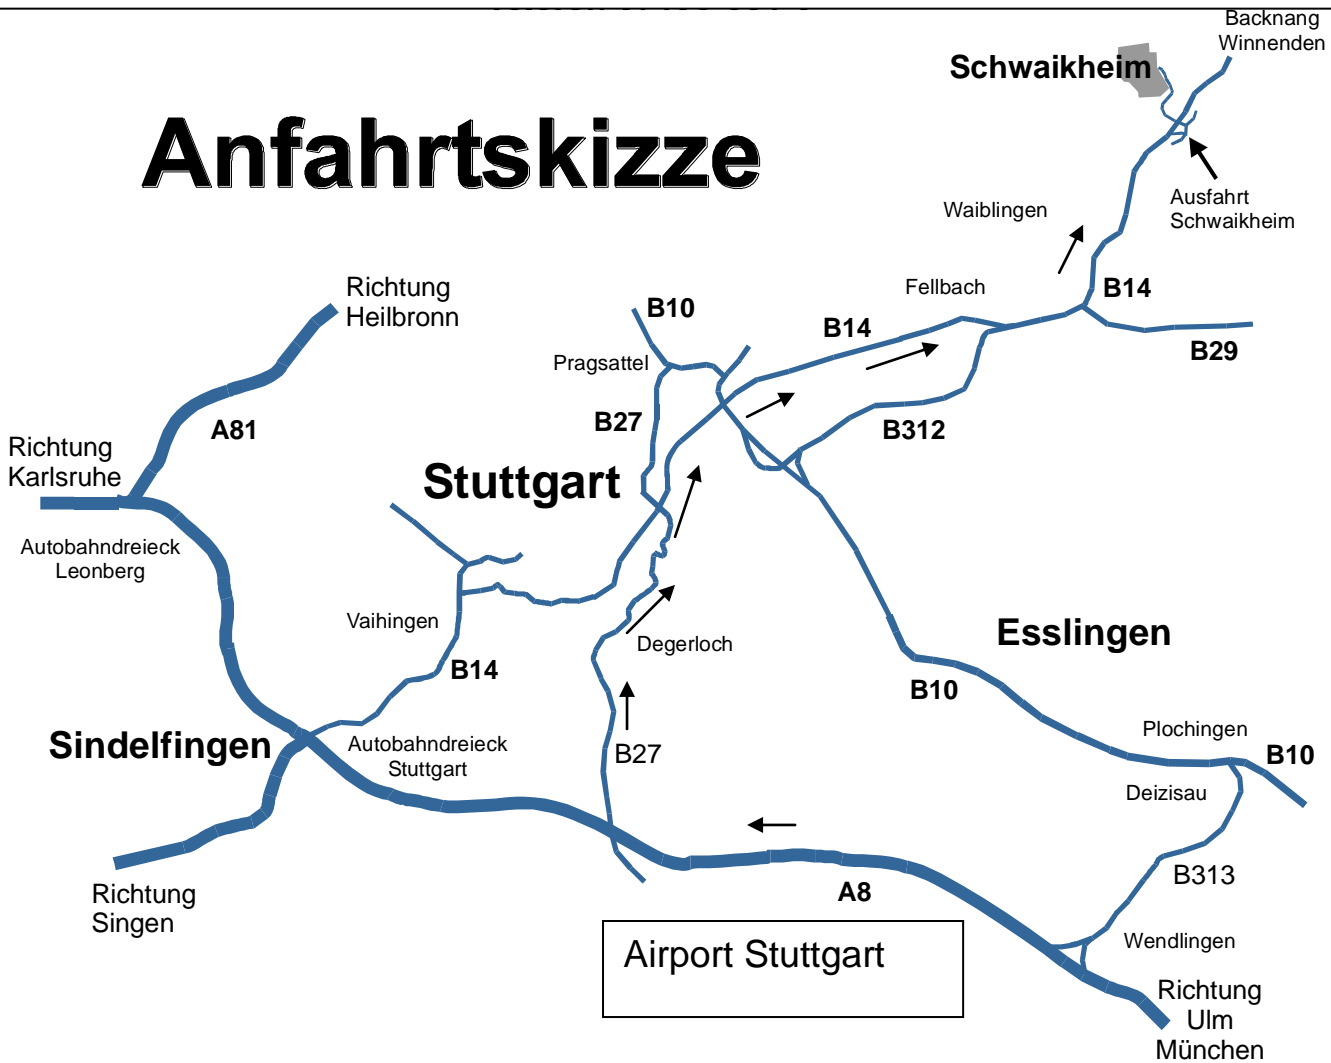 Backnang
Winnenden
Schwaikheim
Anfahrtskizze
Ausfahrt
Schwaikheim
Waiblingen
Richtung
Heilbronn
Fellbach
B14
B10
B14
B29
Pragsattel
B27
B312
A81
Richtung
Karlsruhe
Stuttgart
Autobahndreieck
Leonberg
Vaihingen
Degerloch
Esslingen
B14
B10
Sindelfingen
Autobahndreieck
Stuttgart
B27
Plochingen
B10
Deizisau
B313
A8
Richtung
Singen
Airport Stuttgart
Wendlingen
Richtung
Ulm
München